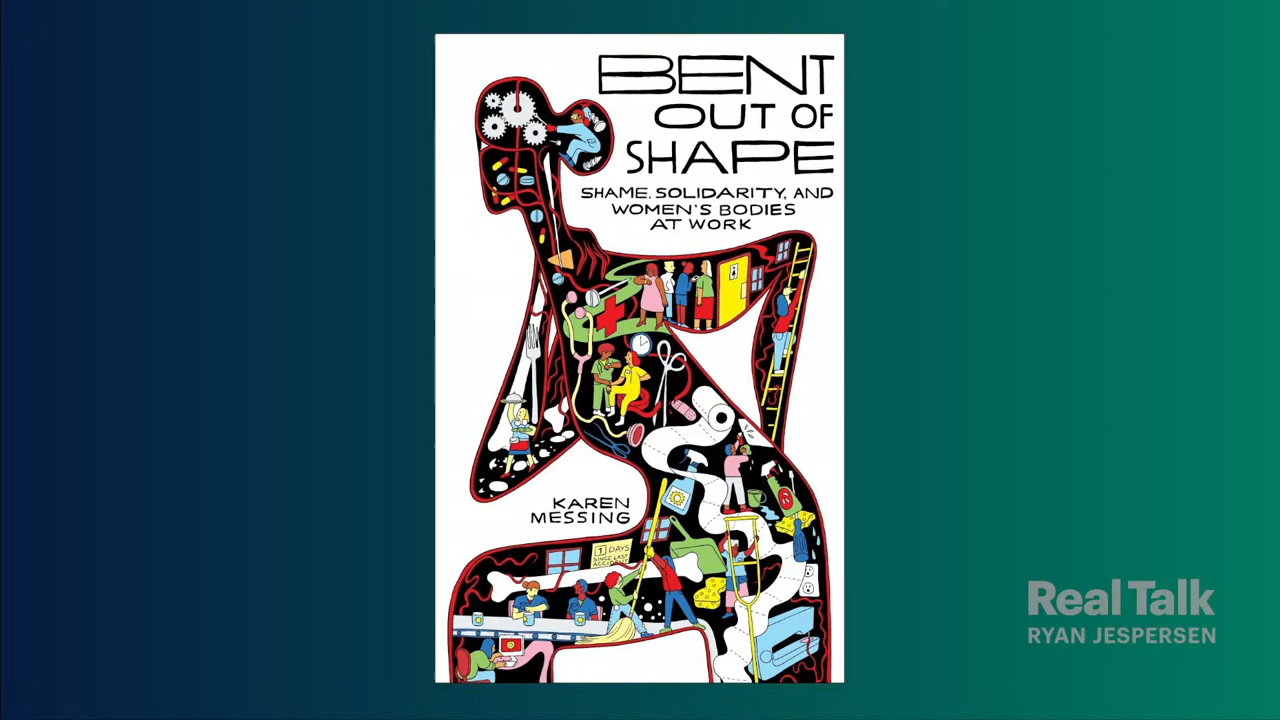 BENT
OUT OF
SHAPE
SHAME, SOLIDARITY, AND
WOMEN'S BODIES
AT WORK
KAREN
MESSING
1 DAYS
SINCE LAST
ACCIDENT
Real Talk
RYAN JESPERSEN